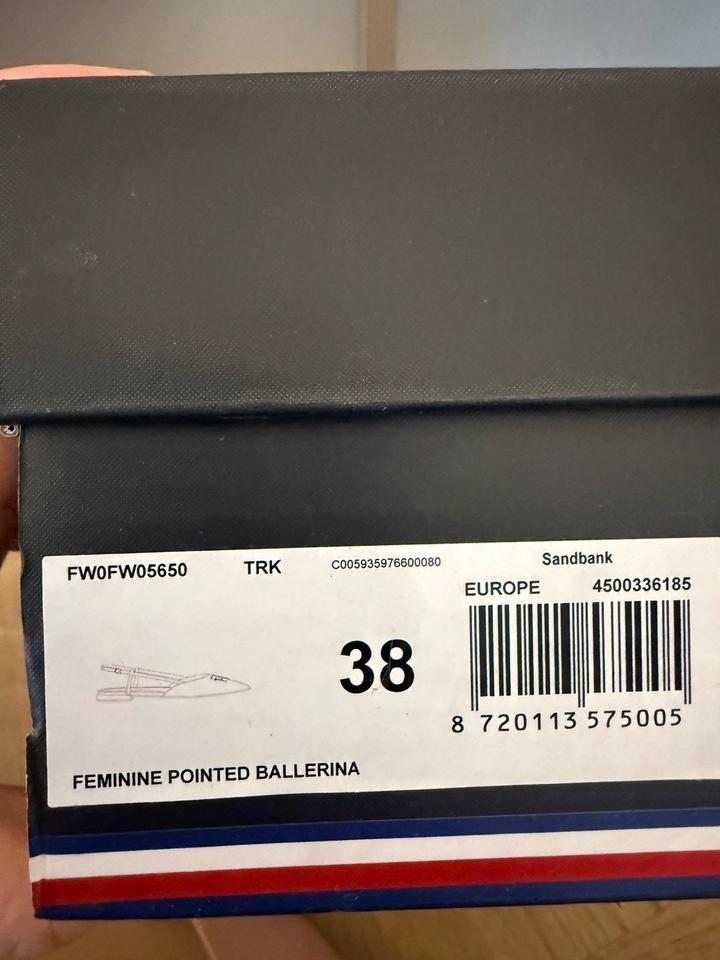 FW0FW05650 TRK C005935976600080 Sandbank
EUROPE 4500336185
38
8 720113 575005
FEMININE POINTED BALLERINA